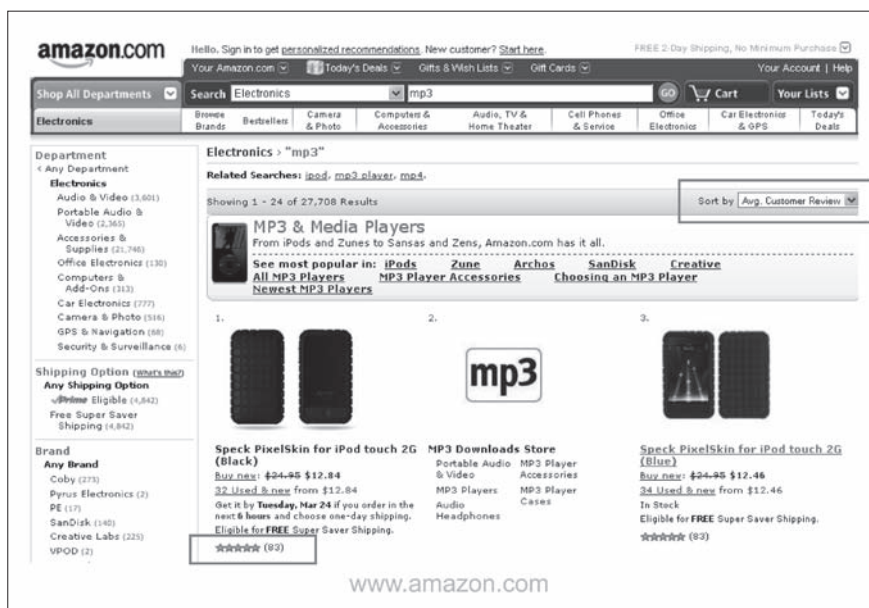 amazon.com
Hello. Sign in to get personalized recommendations. New customer? Start here.
FREE 2-Day Shipping, No Minimum Purchase
Your Amazon.com
Today's Deals
Gifts & Wish Lists
Gift Cards
Your Account | Help
Shop All Departments
Search Electronics
mp3
GO
Cart
Your Lists
Electronics
Browse Brands
Bestsellers
Camera & Photo
Computers & Accessories
Audio, TV & Home Theater
Cell Phones & Service
Office Electronics
Car Electronics & GPS
Today's Deals
Department
< Any Department
Electronics
Audio & Video (3,601)
Portable Audio &
Video (2,365)
Accessories &
Supplies (21,746)
Office Electronics (130)
Computers &
Add-Ons (313)
Car Electronics (777)
Camera & Photo (516)
GPS & Navigation (88)
Security & Surveillance (6)
Shipping Option (What's this?)
Any Shipping Option
Prime Eligible (4,842)
Free Super Saver
Shipping (4,842)
Brand
Any Brand
Coby (273)
Pyrus Electronics (2)
PE (17)
SanDisk (140)
Creative Labs (225)
VPOD (2)
Electronics > "mp3"
Related Searches: ipod, mp3 player, mp4.
Showing 1 - 24 of 27,708 Results
Sort by Avg. Customer Review
MP3 & Media Players
From iPods and Zunes to Sansas and Zens, Amazon.com has it all.
See most popular in: iPods Zune Archos SanDisk Creative
All MP3 Players MP3 Player Accessories Choosing an MP3 Player
Newest MP3 Players
1.
Speck PixelSkin for iPod touch 2G
(Black)
Buy new: $24.95 $12.84
32 Used & new from $12.84
Get it by Tuesday, Mar 24 if you order in the
next 6 hours and choose one-day shipping.
Eligible for FREE Super Saver Shipping.
(83)
2.
mp3
MP3 Downloads Store
Portable Audio
& Video
MP3 Players
Audio
Headphones
MP3 Player
Accessories
MP3 Player
Cases
3.
Speck PixelSkin for iPod touch 2G
(Blue)
Buy new: $24.95 $12.46
34 Used & new from $12.46
In Stock
Eligible for FREE Super Saver Shipping.
(83)
www.amazon.com